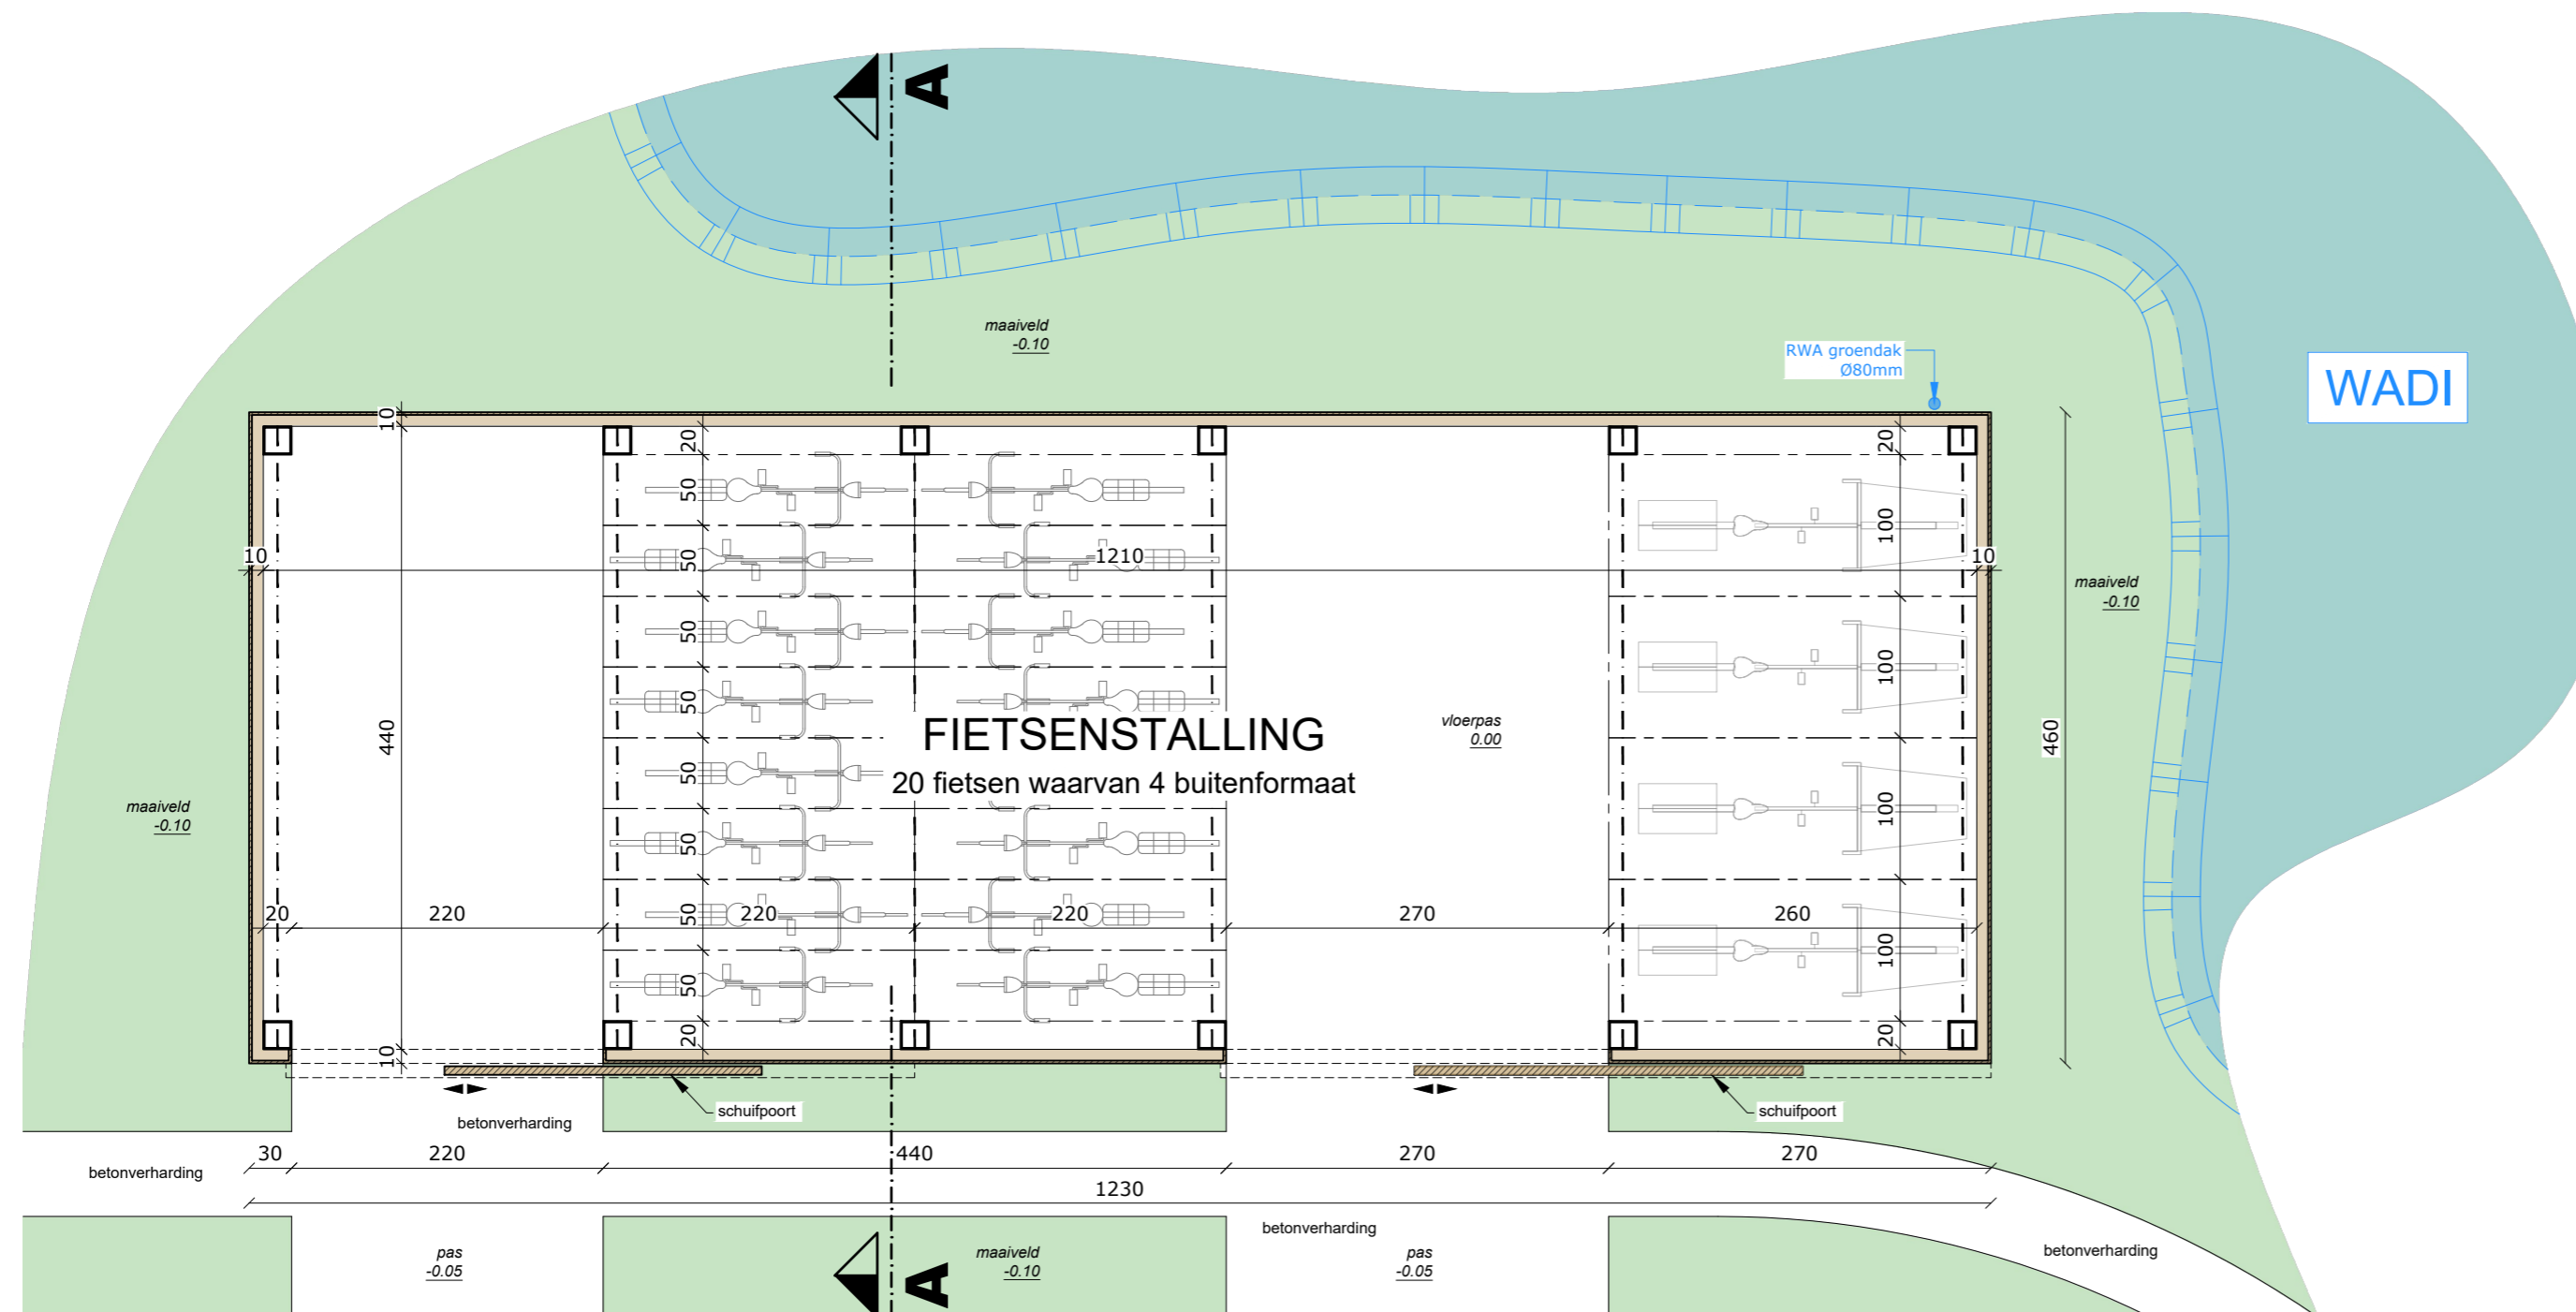 A
maaiveld
-0.10
RWA groendak
Ø80mm
WADI
10
20
20
50
100
50
10
1210
10
100
maaiveld
-0.10
50
50
100
440
FIETSENSTALLING
20 fietsen waarvan 4 buitenformaat
vloerpas
0.00
460
50
maaiveld
-0.10
50
100
50
20
220
220
220
270
260
50
100
20
20
10
schuifpoort
schuifpoort
betonverharding
30
220
440
270
270
betonverharding
1230
betonverharding
pas
-0.05
maaiveld
-0.10
pas
-0.05
betonverharding
A